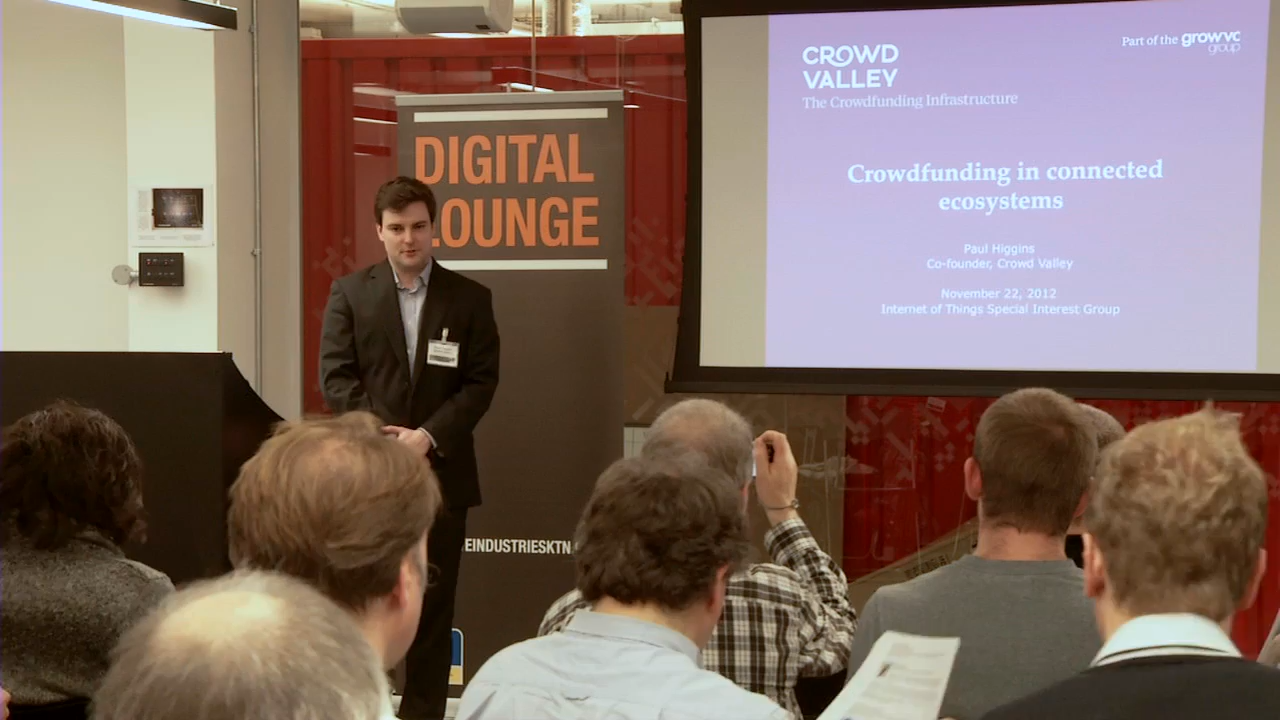 DIGITAL
LOUNGE
EINDUSTRIESKTN
CROWD
VALLEY
The Crowdfunding Infrastructure
Part of the growvc
group
Crowdfunding in connected
ecosystems
Paul Higgins
Co-founder, Crowd Valley
November 22, 2012
Internet of Things Special Interest Group